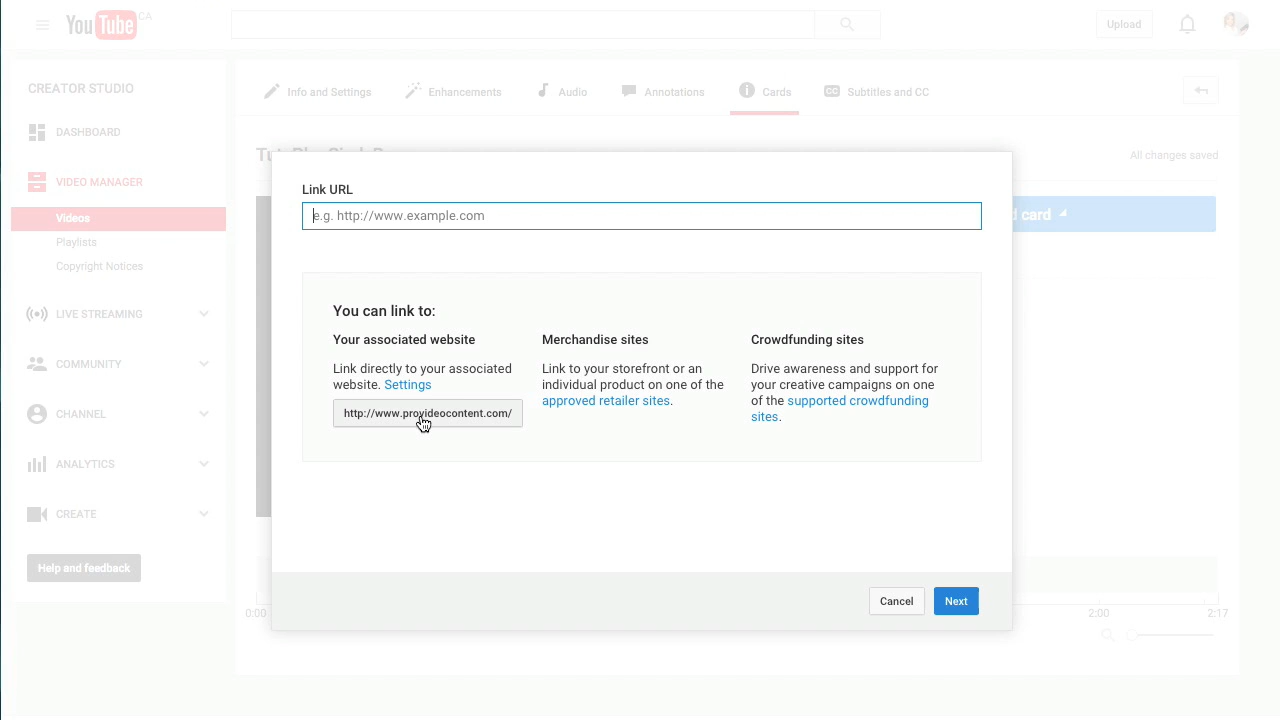 YouTube CA
Upload
CREATOR STUDIO
Info and Settings
Enhancements
Audio
Annotations
Cards
CC
Subtitles and CC
DASHBOARD
All changes saved
VIDEO MANAGER
Link URL
Videos
e.g. http://www.example.com
d card
Playlists
Copyright Notices
You can link to:
LIVE STREAMING
Your associated website
Link directly to your associated
website. Settings
http://www.provideocontent.com/
Merchandise sites
Link to your storefront or an
individual product on one of the
approved retailer sites.
Crowdfunding sites
Drive awareness and support for
your creative campaigns on one
of the supported crowdfunding
sites.
COMMUNITY
CHANNEL
ANALYTICS
CREATE
Help and feedback
Cancel
Next
0:00
2:00
2:17